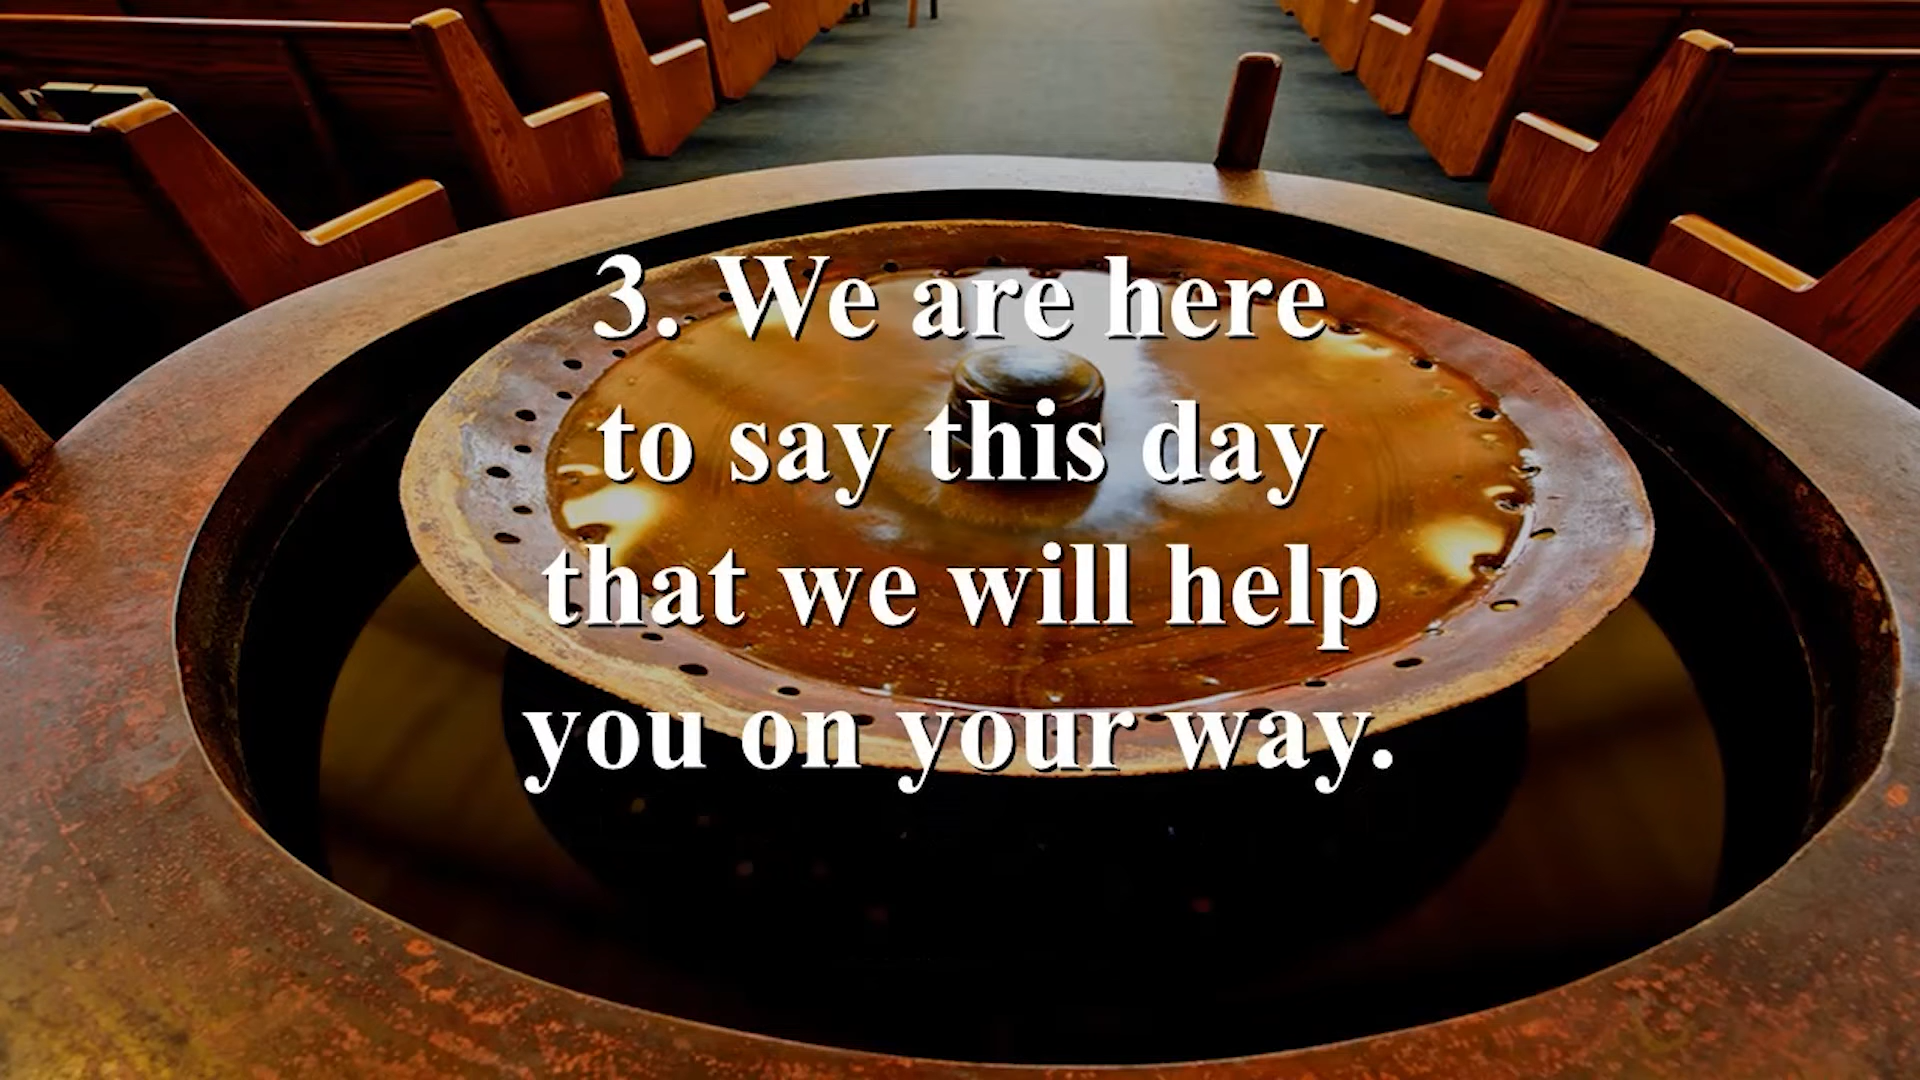 3. We are here
to say this day
that we will help
you on your way.